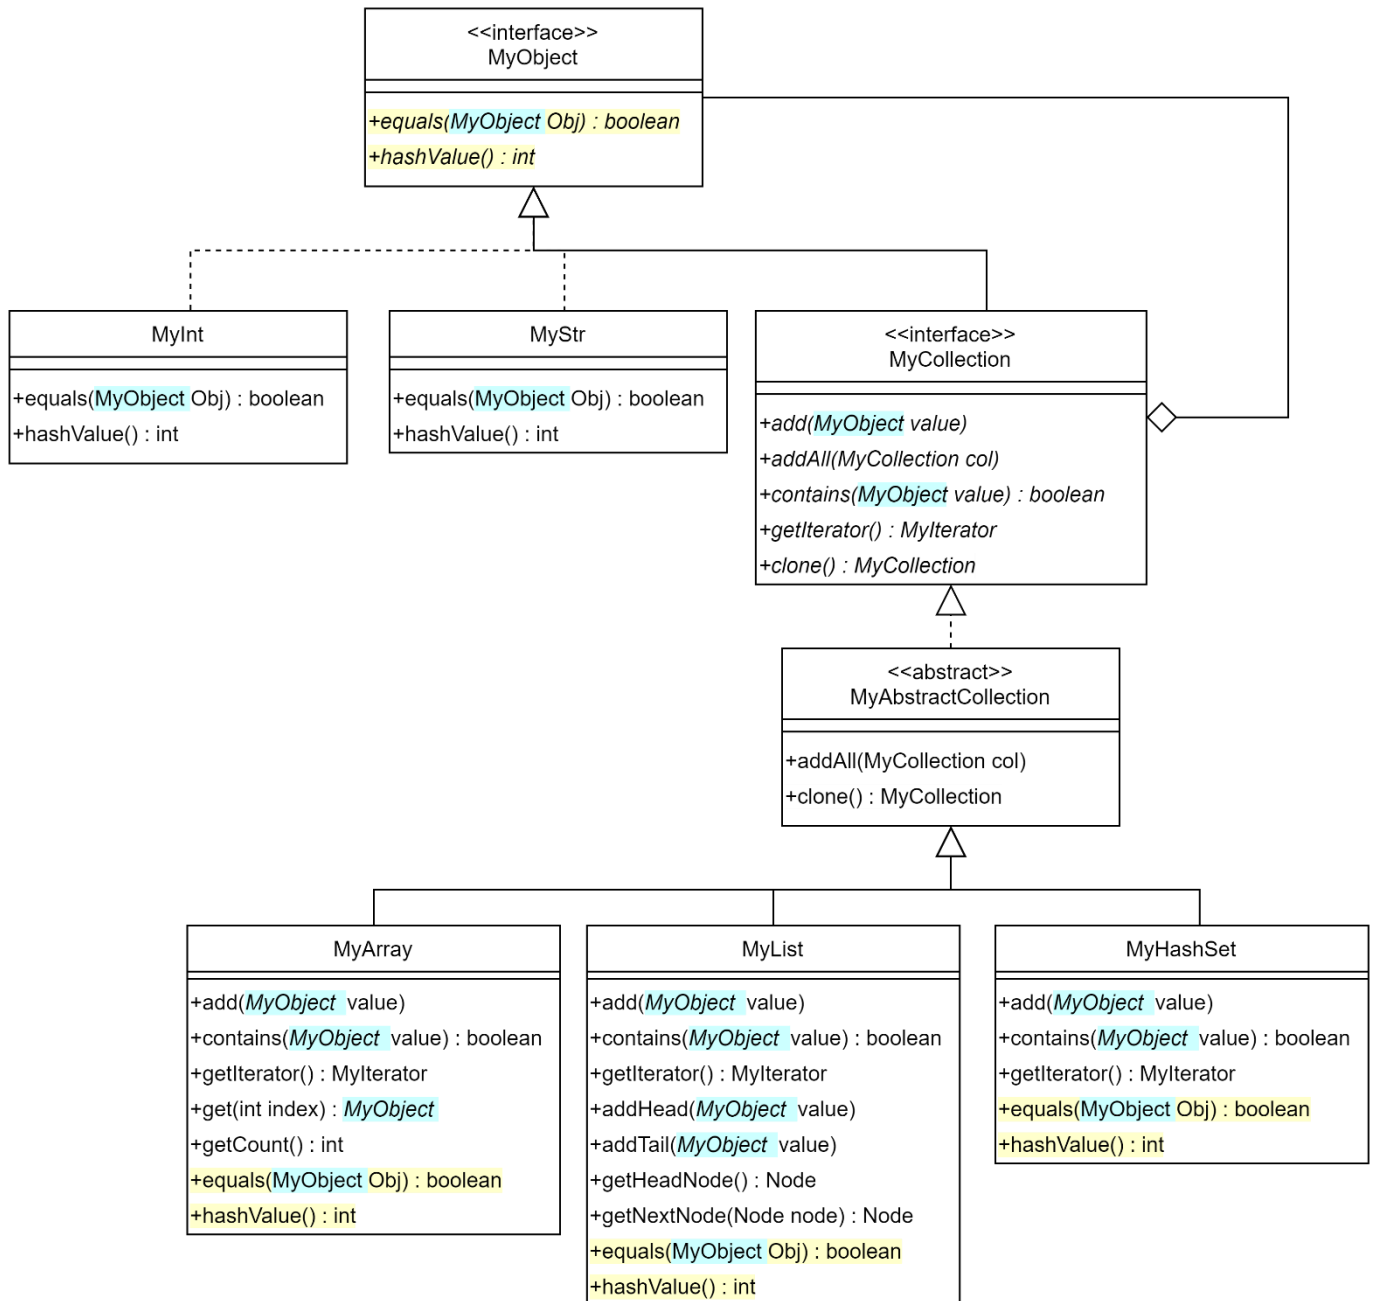 <<interface>>
MyObject
+equals(MyObject Obj) : boolean
+hashValue() : int
MyInt
+equals(MyObject Obj) : boolean
+hashValue() : int
MyStr
+equals(MyObject Obj) : boolean
+hashValue() : int
<<interface>>
MyCollection
+add(MyObject value)
+addAll(MyCollection col)
+contains(MyObject value) : boolean
+getIterator() : MyIterator
+clone() : MyCollection
<<abstract>>
MyAbstractCollection
+addAll(MyCollection col)
+clone() : MyCollection
MyArray
+add(MyObject value)
+contains(MyObject value) : boolean
+getIterator() : MyIterator
+get(int index) : MyObject
+getCount() : int
+equals(MyObject Obj) : boolean
+hashValue() : int
MyList
+add(MyObject value)
+contains(MyObject value) : boolean
+getIterator() : MyIterator
+addHead(MyObject value)
+addTail(MyObject value)
+getHeadNode() : Node
+getNextNode(Node node) : Node
+equals(MyObject Obj) : boolean
+hashValue() : int
MyHashSet
+add(MyObject value)
+contains(MyObject value) : boolean
+getIterator() : MyIterator
+equals(MyObject Obj) : boolean
+hashValue() : int